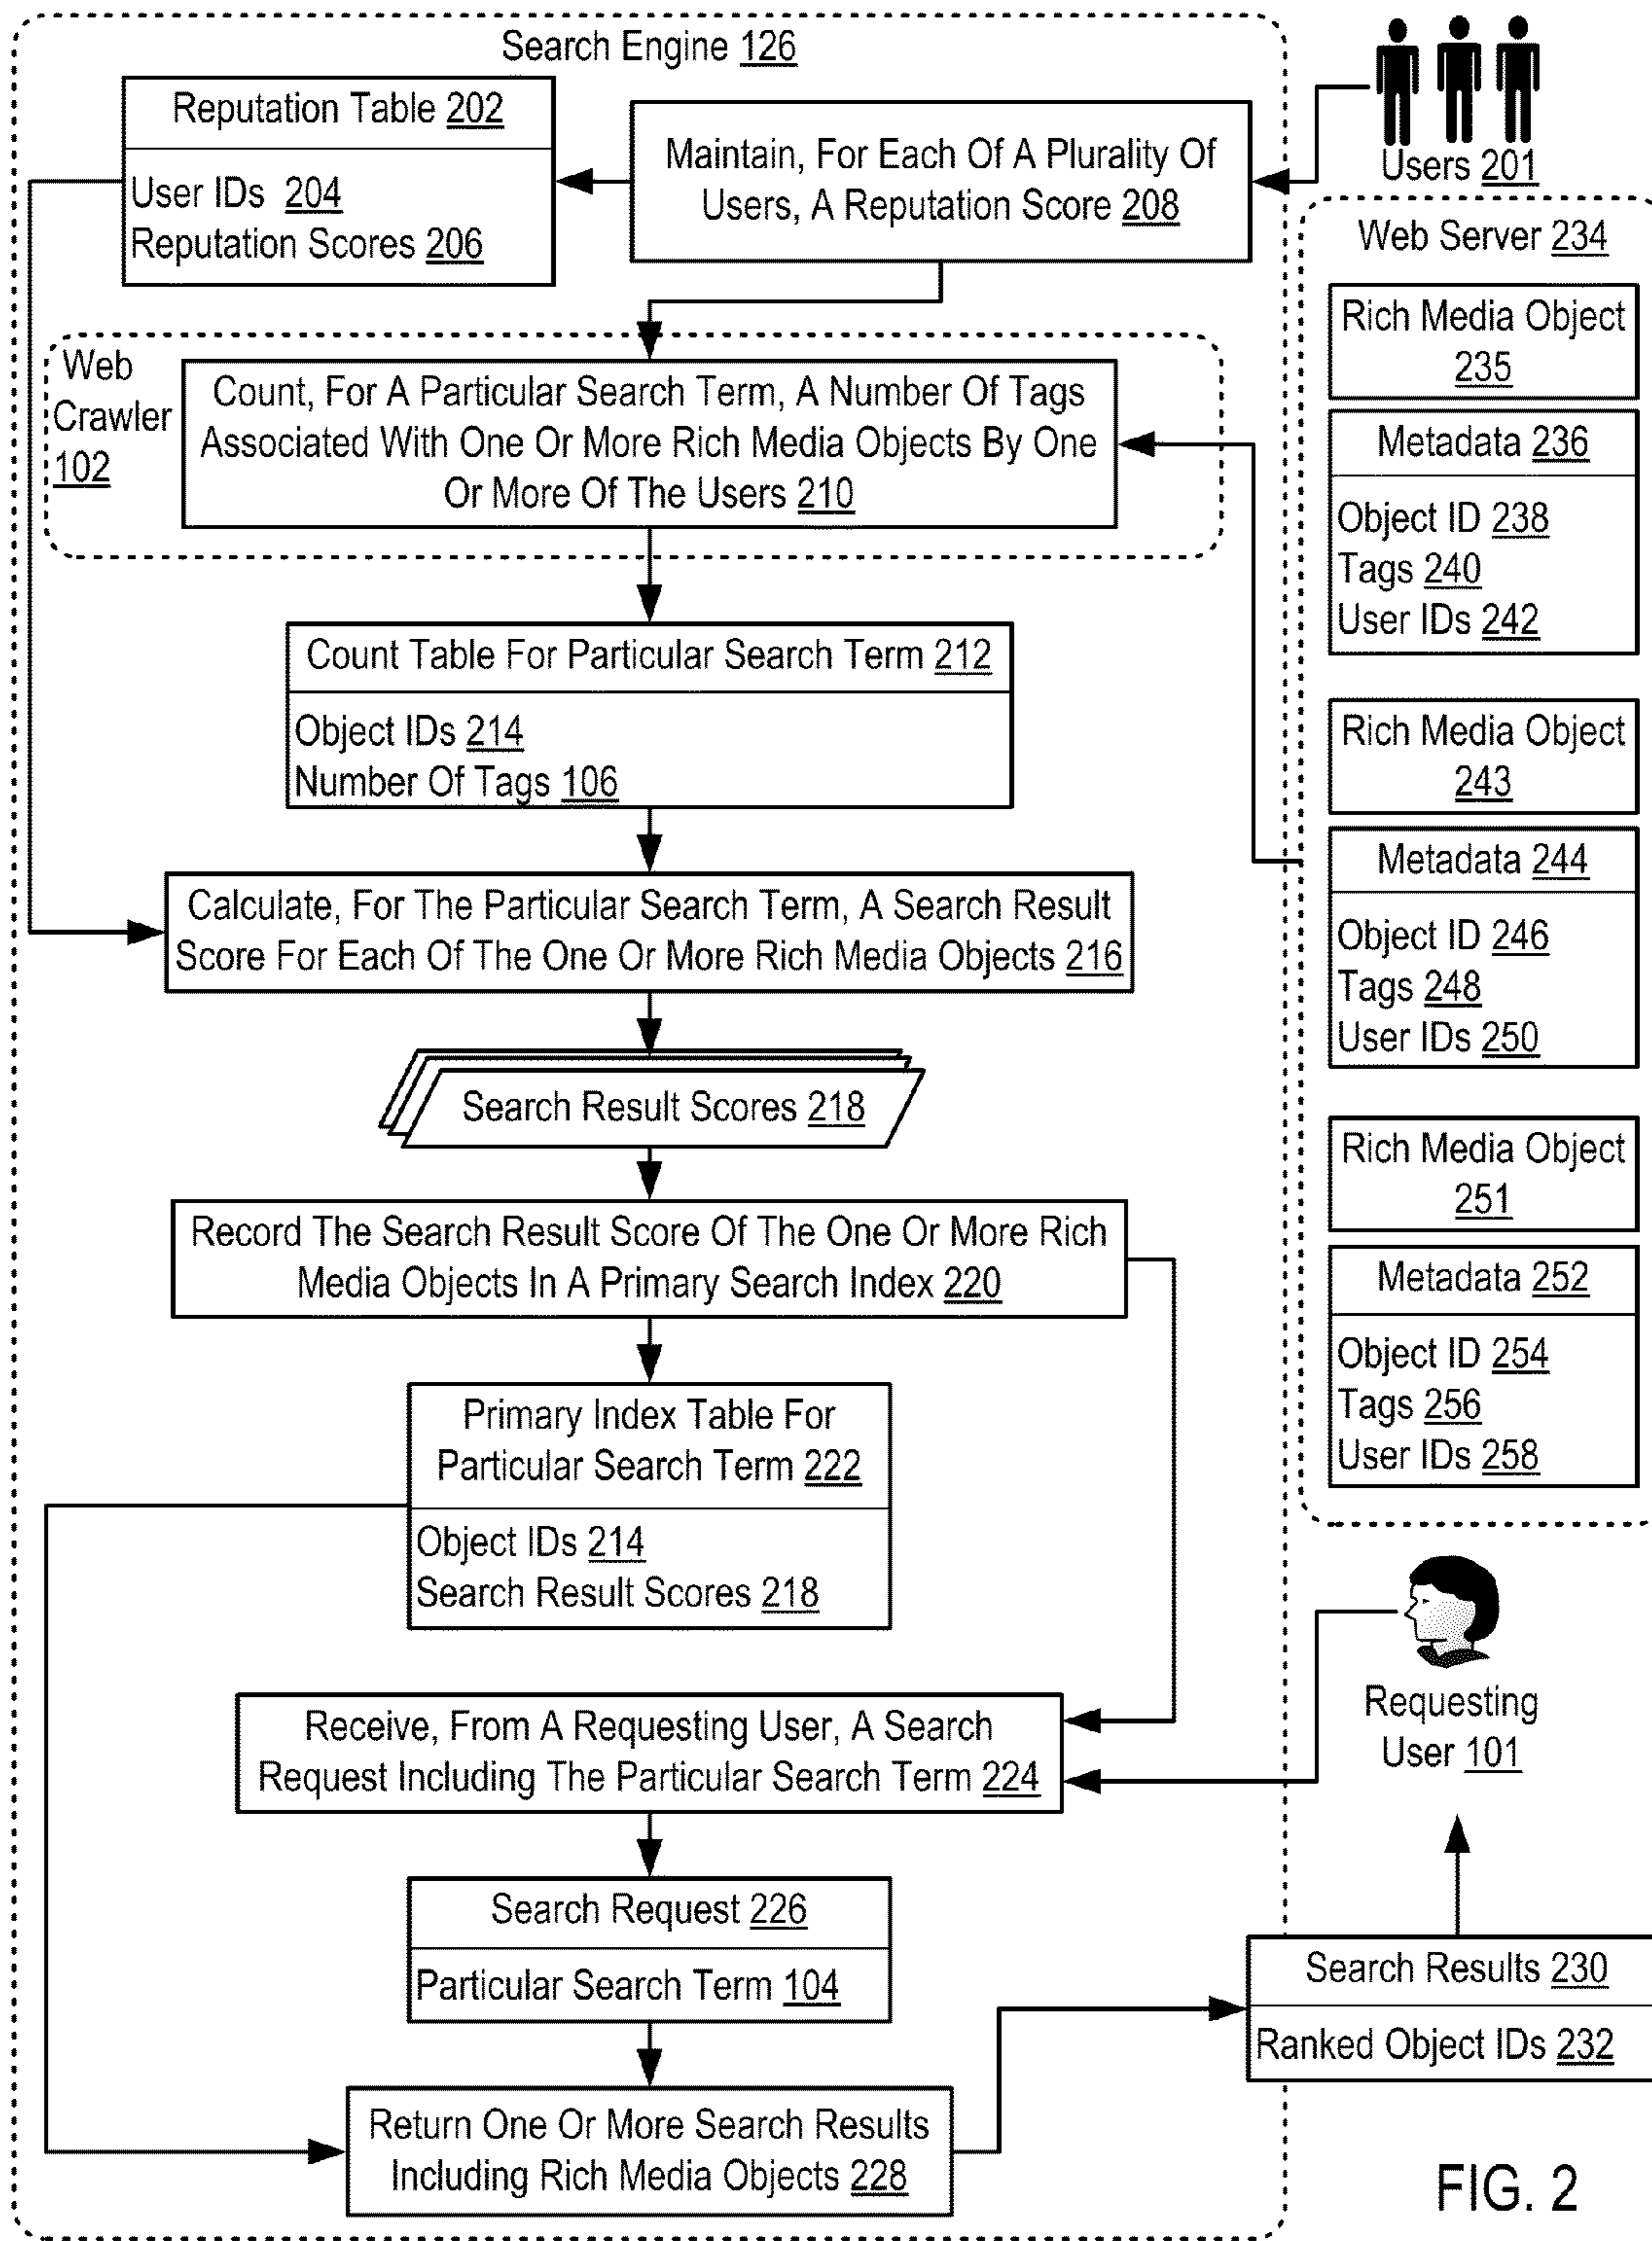 Search Engine 126
Reputation Table 202
User IDs 204
Reputation Scores 206
Maintain, For Each Of A Plurality Of
Users, A Reputation Score 208
Users 201
Web
Crawler
102
Count, For A Particular Search Term, A Number Of Tags
Associated With One Or More Rich Media Objects By One
Or More Of The Users 210
Count Table For Particular Search Term 212
Object IDs 214
Number Of Tags 106
Calculate, For The Particular Search Term, A Search Result
Score For Each Of The One Or More Rich Media Objects 216
Search Result Scores 218
Record The Search Result Score Of The One Or More Rich
Media Objects In A Primary Search Index 220
Primary Index Table For
Particular Search Term 222
Object IDs 214
Search Result Scores 218
Receive, From A Requesting User, A Search
Request Including The Particular Search Term 224
Search Request 226
Particular Search Term 104
Return One Or More Search Results
Including Rich Media Objects 228
Web Server 234
Rich Media Object
235
Metadata 236
Object ID 238
Tags 240
User IDs 242
Rich Media Object
243
Metadata 244
Object ID 246
Tags 248
User IDs 250
Rich Media Object
251
Metadata 252
Object ID 254
Tags 256
User IDs 258
Requesting
User 101
Search Results 230
Ranked Object IDs 232
FIG. 2